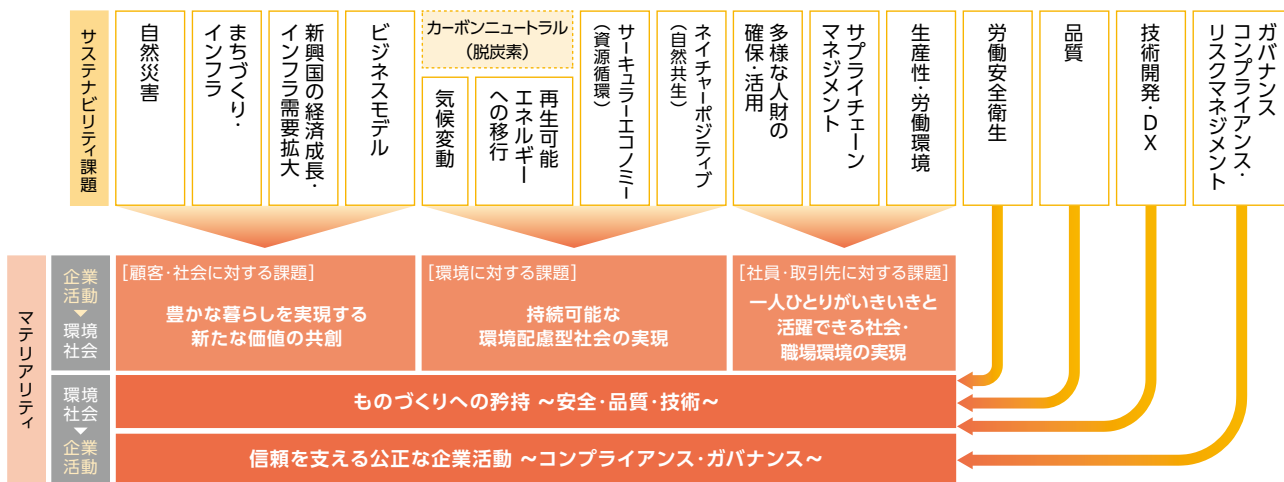 サステナビリティ課題
自然災害
まちづくり・
インフラ
新興国の経済成長・
インフラ需要拡大
ビジネスモデル
カーボンニュートラル
(脱炭素)
気候変動
再生可能
エネルギー
への移行
サーキュラーエコノミー
(資源循環)
ネイチャーポジティブ
(自然共生)
多様な人財の
確保・活用
サプライチェーン
マネジメント
生産性・労働環境
労働安全衛生
品質
技術開発・DX
ガバナンス
コンプライアンス・
リスクマネジメント
マテリアリティ
企業
活動
環境
社会
[顧客・社会に対する課題]
豊かな暮らしを実現する
新たな価値の共創
[環境に対する課題]
持続可能な
環境配慮型社会の実現
[社員・取引先に対する課題]
一人ひとりがいきいきと
活躍できる社会・
職場環境の実現
環境
社会
企業
活動
ものづくりへの矜持 ～安全・品質・技術～
信頼を支える公正な企業活動 ～コンプライアンス・ガバナンス～